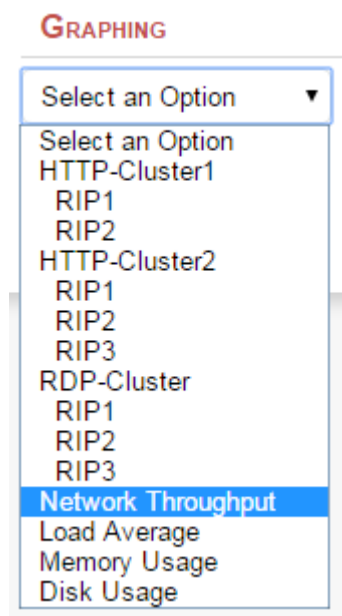 GRAPHING
Select an Option
Select an Option
HTTP-Cluster1
RIP1
RIP2
HTTP-Cluster2
RIP1
RIP2
RIP3
RDP-Cluster
RIP1
RIP2
RIP3
Network Throughput
Load Average
Memory Usage
Disk Usage